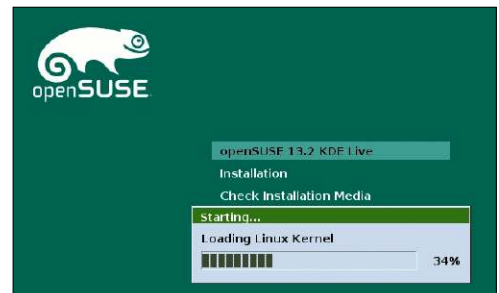 openSUSE
openSUSE 13.2 KDE Live
Installation
Check Installation Media
Starting...
Loading Linux Kernel
34%